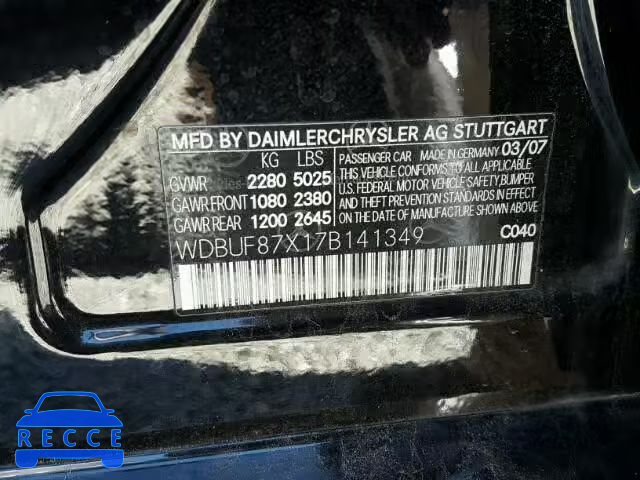 MFD BY DAIMLERCHRYSLER AG STUTTGART
KG LBS
GVWR 2280 5025
GAWR FRONT 1080 2380
GAWR REAR 1200 2645
PASSENGER CAR MADE IN GERMANY 03/07
THIS VEHICLE CONFORMS TO ALL APPLICABLE
U.S. FEDERAL MOTOR VEHICLE SAFETY, BUMPER
AND THEFT PREVENTION STANDARDS IN
EFFECT ON THE DATE OF
MANUFACTURE SHOWN ABOVE.
WDBUF87X17B141349
C040
RECCE